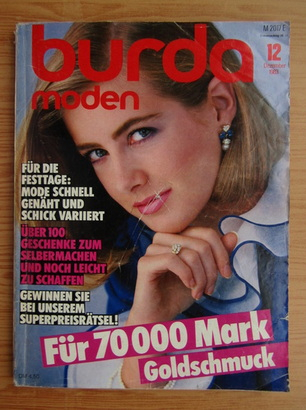 M 2017 E
burda
moden
12
FÜR DIE
FESTTAGE:
MODE SCHNELL
GENÄHT UND
SCHICK VARIIERT
ÜBER 100
GESCHENKE ZUM
SELBERMACHEN
UND NOCH LEICHT
ZU SCHAFFEN
GEWINNEN SIE
BEI UNSEREM
SUPERPREISRÄTSEL!
Für 70 000 Mark
Goldschmuck